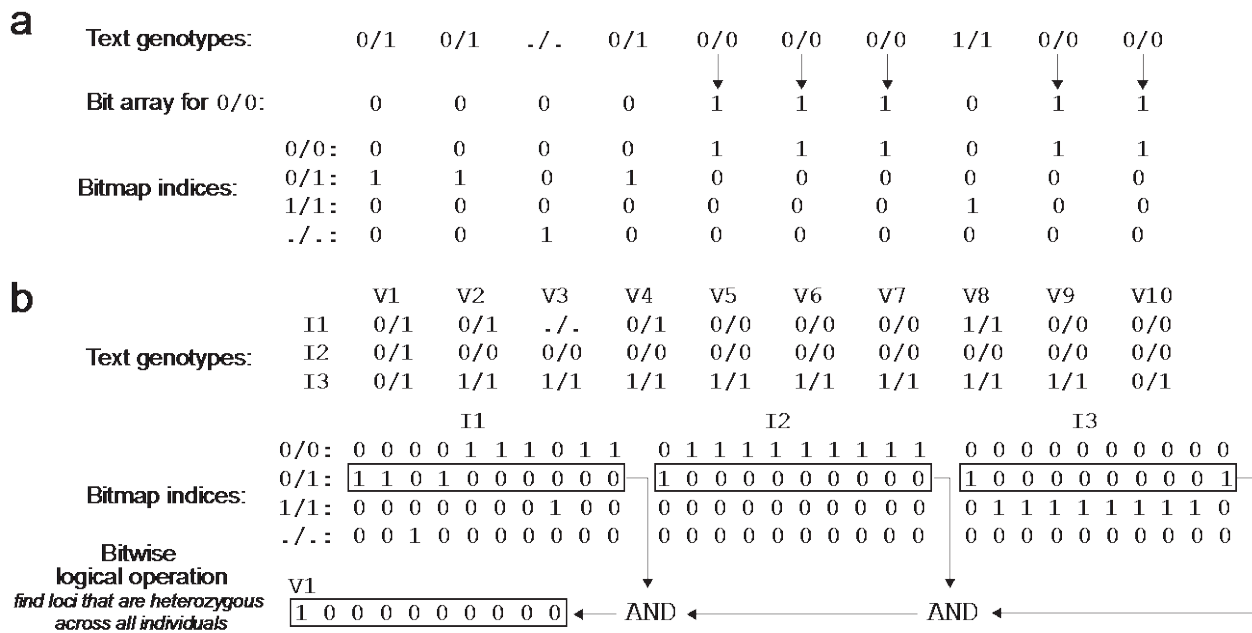 a
Text genotypes: 0/1 0/1 ./. 0/1 0/0 0/0 0/0 1/1 0/0 0/0
Bit array for 0/0: 0 0 0 0 1 1 1 0 1 1
Bitmap indices:
0/0: 0 0 0 0 1 1 1 0 1 1
0/1: 1 1 0 1 0 0 0 0 0 0
1/1: 0 0 0 0 0 0 0 1 0 0
./.: 0 0 1 0 0 0 0 0 0 0
b
V1 V2 V3 V4 V5 V6 V7 V8 V9 V10
Text genotypes:
I1 0/1 0/1 ./. 0/1 0/0 0/0 0/0 1/1 0/0 0/0
I2 0/1 0/0 0/0 0/0 0/0 0/0 0/0 0/0 0/0 0/0
I3 0/1 1/1 1/1 1/1 1/1 1/1 1/1 1/1 1/1 0/1
I1 I2 I3
Bitmap indices:
0/0: 0 0 0 0 1 1 1 0 1 1 0 1 1 1 1 1 1 1 1 1 0 0 0 0 0 0 0 0 0 0
0/1: 1 1 0 1 0 0 0 0 0 0 1 0 0 0 0 0 0 0 0 0 1 0 0 0 0 0 0 0 0 1
1/1: 0 0 0 0 0 0 0 1 0 0 0 0 0 0 0 0 0 0 0 0 0 1 1 1 1 1 1 1 1 0
./.: 0 0 1 0 0 0 0 0 0 0 0 0 0 0 0 0 0 0 0 0 0 0 0 0 0 0 0 0 0 0
Bitwise
logical operation
find loci that are heterozygous
across all individuals
V1
1 0 0 0 0 0 0 0 0 0 AND AND